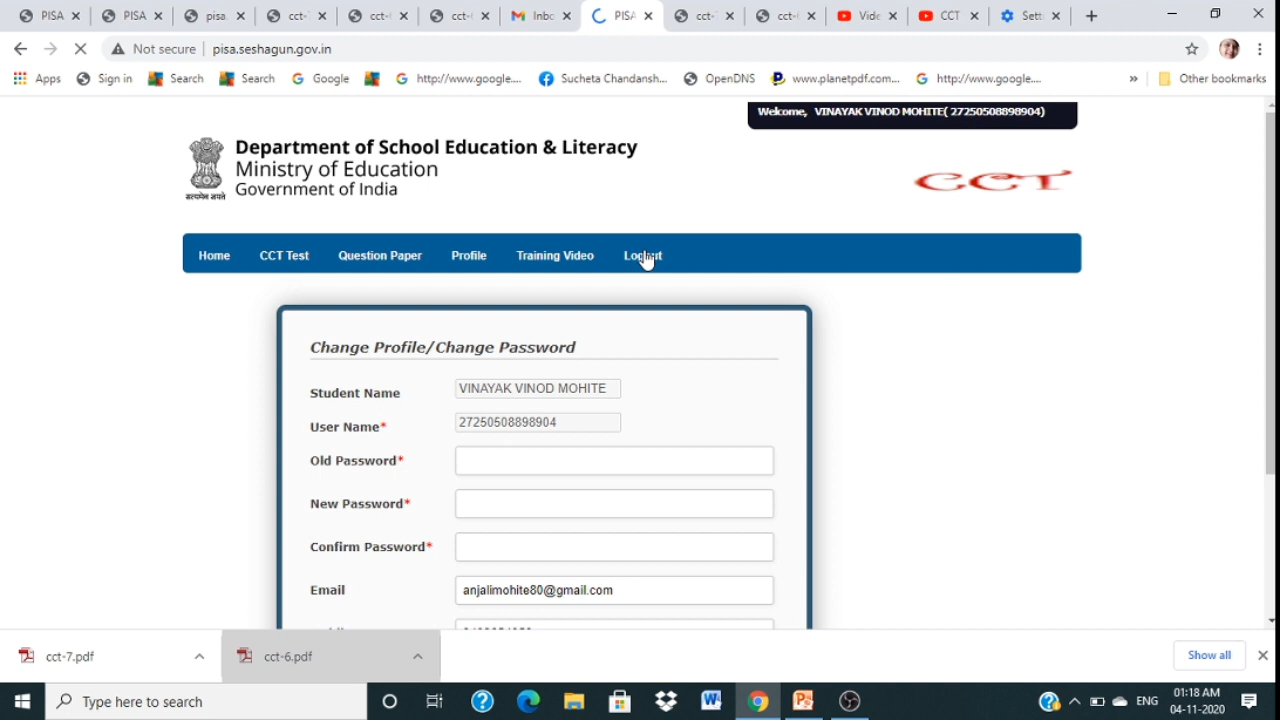 PISA
PISA
pisa.
cct-
cct-
cct-
Inbo
PISA
cct-
cct-
Vide
CCT
Sett
Not secure
pisa.seshagun.gov.in
Apps
Sign in
Search
Search
Google
http://www.google....
Sucheta Chandansh...
OpenDNS
www.planetpdf.com...
http://www.google....
»
Other bookmarks
Welcome, VINAYAK VINOD MOHITE( 27250508898904)
Department of School Education & Literacy
Ministry of Education
Government of India
सत्यमेव जयते
CCT
Home
CCT Test
Question Paper
Profile
Training Video
Logout
Change Profile/Change Password
Student Name
VINAYAK VINOD MOHITE
User Name*
27250508898904
Old Password*
New Password*
Confirm Password*
Email
anjalimohite80@gmail.com
cct-7.pdf
cct-6.pdf
Show all
Type here to search
ENG
01:18 AM
04-11-2020